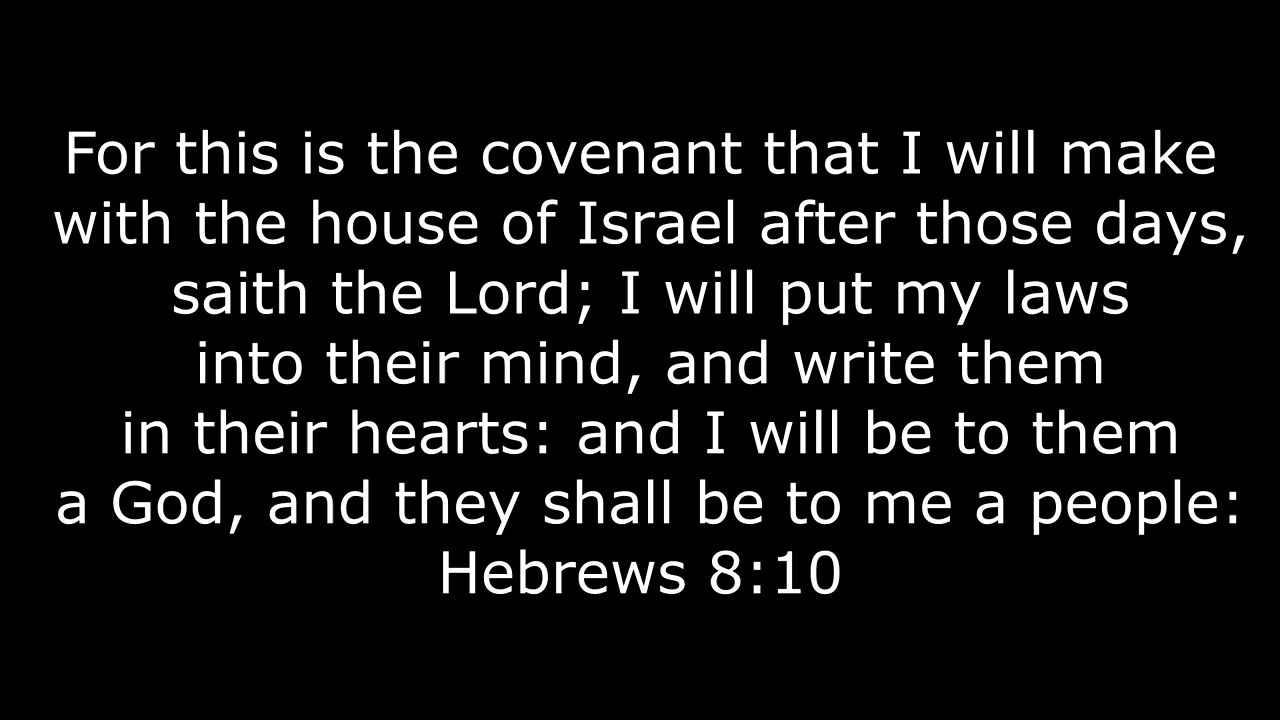 For this is the covenant that I will make
with the house of Israel after those days,
saith the Lord; I will put my laws
into their mind, and write them
in their hearts: and I will be to them
a God, and they shall be to me a people:
Hebrews 8:10